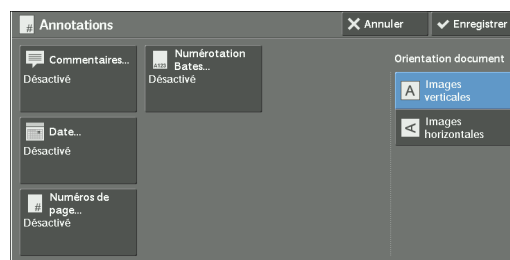 # Annotations
Annuler
Enregistrer
Commentaires...
Désactivé
A123
Numérotation
Bates...
Désactivé
Date...
Désactivé
#
Numéros de
page...
Désactivé
Orientation document
A
Images
verticales
A
Images
horizontales